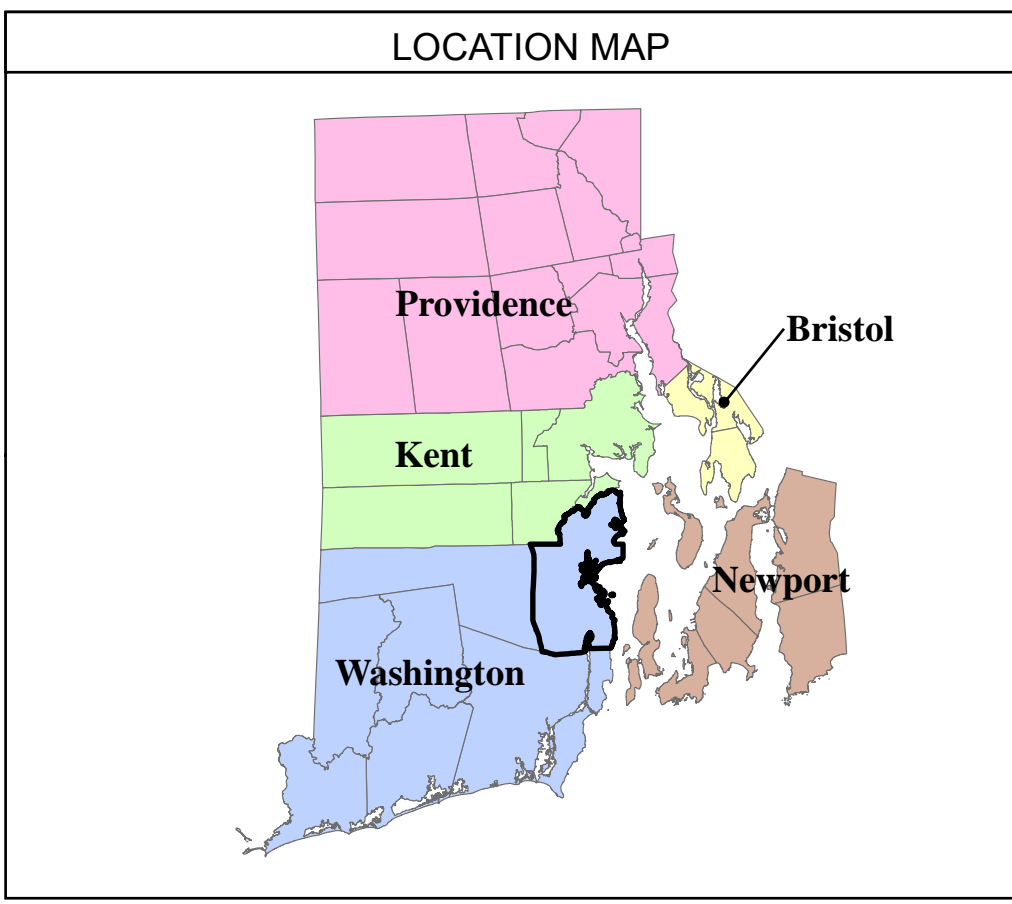 LOCATION MAP
Providence
Bristol
Kent
Newport
Washington